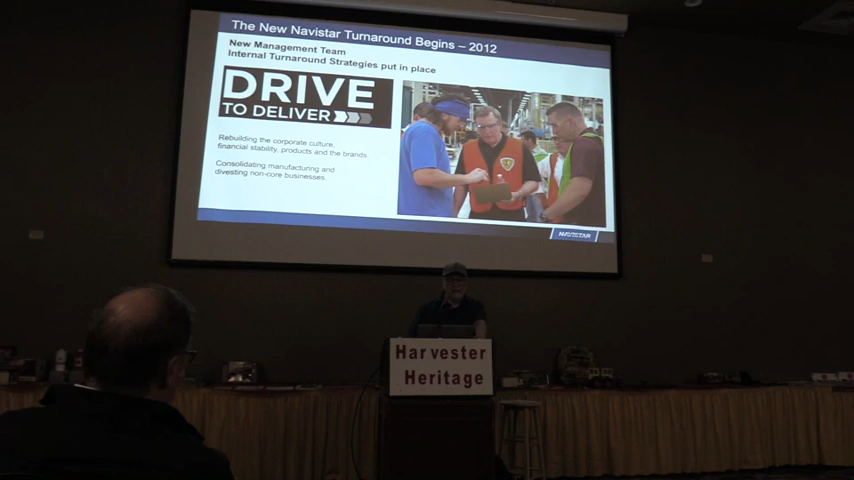 The New Navistar Turnaround Begins – 2012
New Management Team
Internal Turnaround Strategies put in place
DRIVE
TO DELIVER
Rebuilding the corporate culture,
financial stability, products and the brands.
Consolidating manufacturing and
divesting non-core businesses.
NAVISTAR
Harvester
Heritage